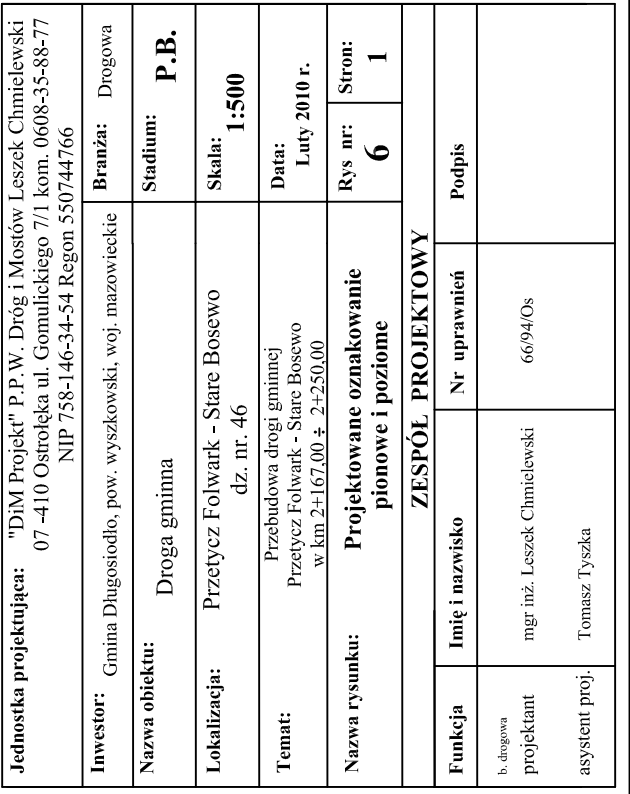 Jednostka projektująca: "DiM Projekt" P.P.W. Dróg i Mostów Leszek Chmielewski
07 -410 Ostrołęka ul. Gomulickiego 7/1 kom. 0608-35-88-77
NIP 758-146-34-54 Regon 550744766
Inwestor: Gmina Długosiodło, pow. wyszkowski, woj. mazowieckie
Branża: Drogowa
Nazwa obiektu:
Droga gminna
Stadium:
P.B.
Lokalizacja:
Przetycz Folwark - Stare Bosewo
dz. nr. 46
Skala:
1:500
Temat:
Przebudowa drogi gminnej
Przetycz Folwark - Stare Bosewo
w km 2+167,00 ÷ 2+250,00
Data:
Luty 2010 r.
Nazwa rysunku:
Projektowane oznakowanie
pionowe i poziome
Rys nr:
6
Stron:
1
ZESPÓŁ PROJEKTOWY
Funkcja Imię i nazwisko Nr uprawnień Podpis
b. drogowa
projektant mgr inż. Leszek Chmielewski 66/94/Os
asystent proj. Tomasz Tyszka